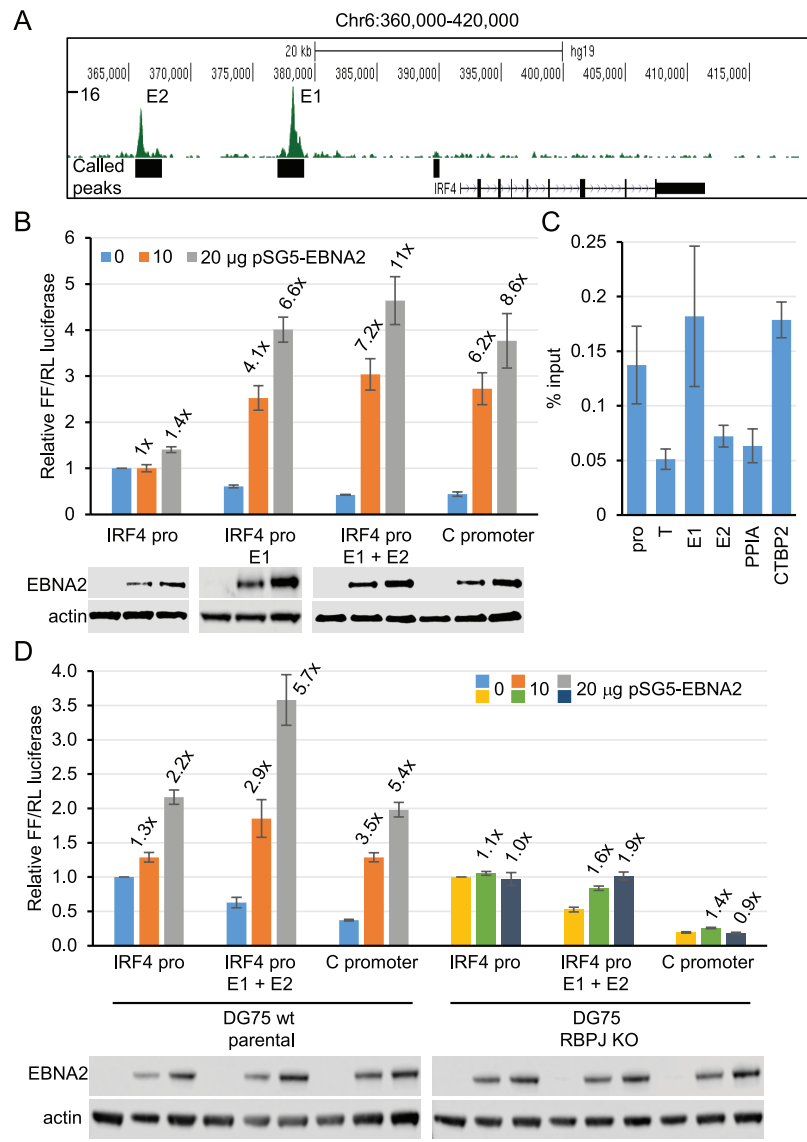 A
Chr6:360,000-420,000
20 kb
hg19
365,000 370,000 375,000 380,000 385,000 390,000 395,000 400,000 405,000 410,000 415,000
16
E2
E1
Called
peaks
IRF4
B
Relative FF/RL luciferase
6
5
4
3
2
1
0
0 10 20 µg pSG5-EBNA2
1x
1.4x
4.1x
6.6x
7.2x
11x
6.2x
8.6x
IRF4 pro
IRF4 pro
E1
IRF4 pro
E1 + E2
C promoter
EBNA2
actin
C
% input
0.25
0.2
0.15
0.1
0.05
0
pro
T
E1
E2
PPIA
CTBP2
D
Relative FF/RL luciferase
4.0
3.5
3.0
2.5
2.0
1.5
1.0
0.5
0.0
0 10 20 µg pSG5-EBNA2
1.3x
2.2x
2.9x
5.7x
3.5x
5.4x
1.1x
1.0x
1.6x
1.9x
1.4x
0.9x
IRF4 pro
IRF4 pro
E1 + E2
C promoter
IRF4 pro
IRF4 pro
E1 + E2
C promoter
DG75 wt
parental
DG75
RBPJ KO
EBNA2
actin